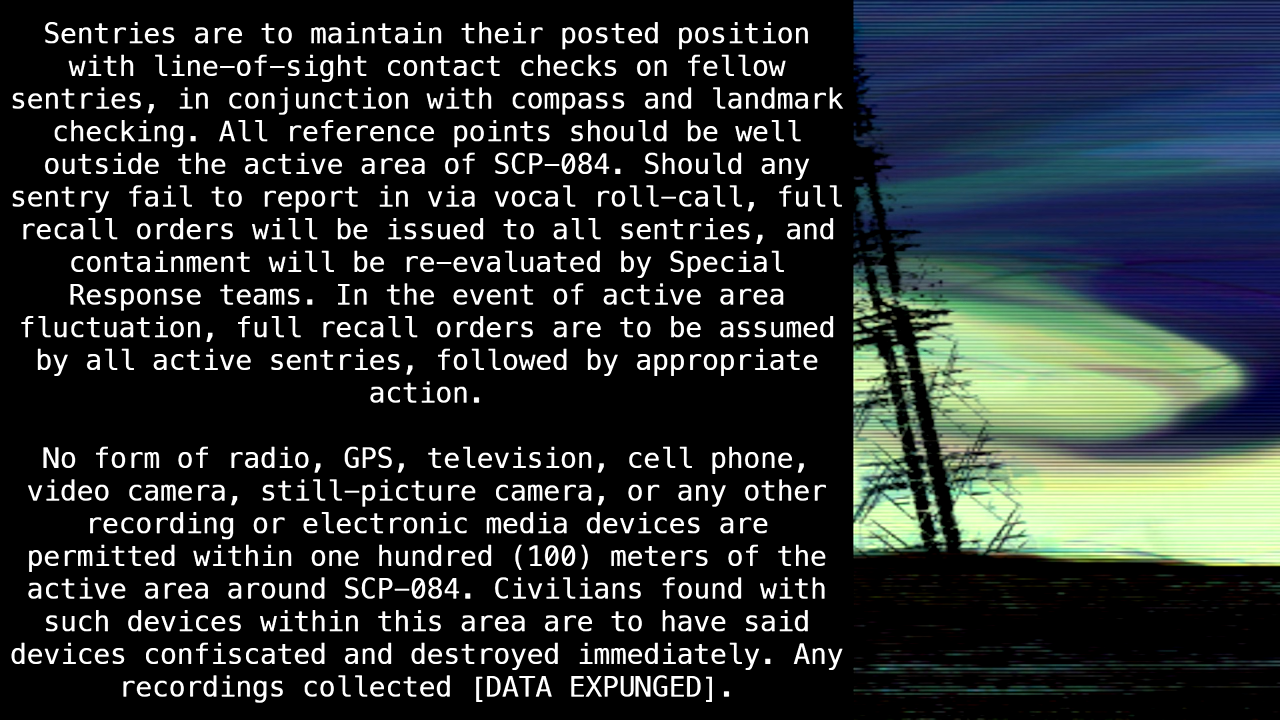 Sentries are to maintain their posted position
with line-of-sight contact checks on fellow
sentries, in conjunction with compass and landmark
checking. All reference points should be well
outside the active area of SCP-084. Should any
sentry fail to report in via vocal roll-call, full
recall orders will be issued to all sentries, and
containment will be re-evaluated by Special
Response teams. In the event of active area
fluctuation, full recall orders are to be assumed
by all active sentries, followed by appropriate
action.
No form of radio, GPS, television, cell phone,
video camera, still-picture camera, or any other
recording or electronic media devices are
permitted within one hundred (100) meters of the
active area around SCP-084. Civilians found with
such devices within this area are to have said
devices confiscated and destroyed immediately. Any
recordings collected [DATA EXPUNGED].